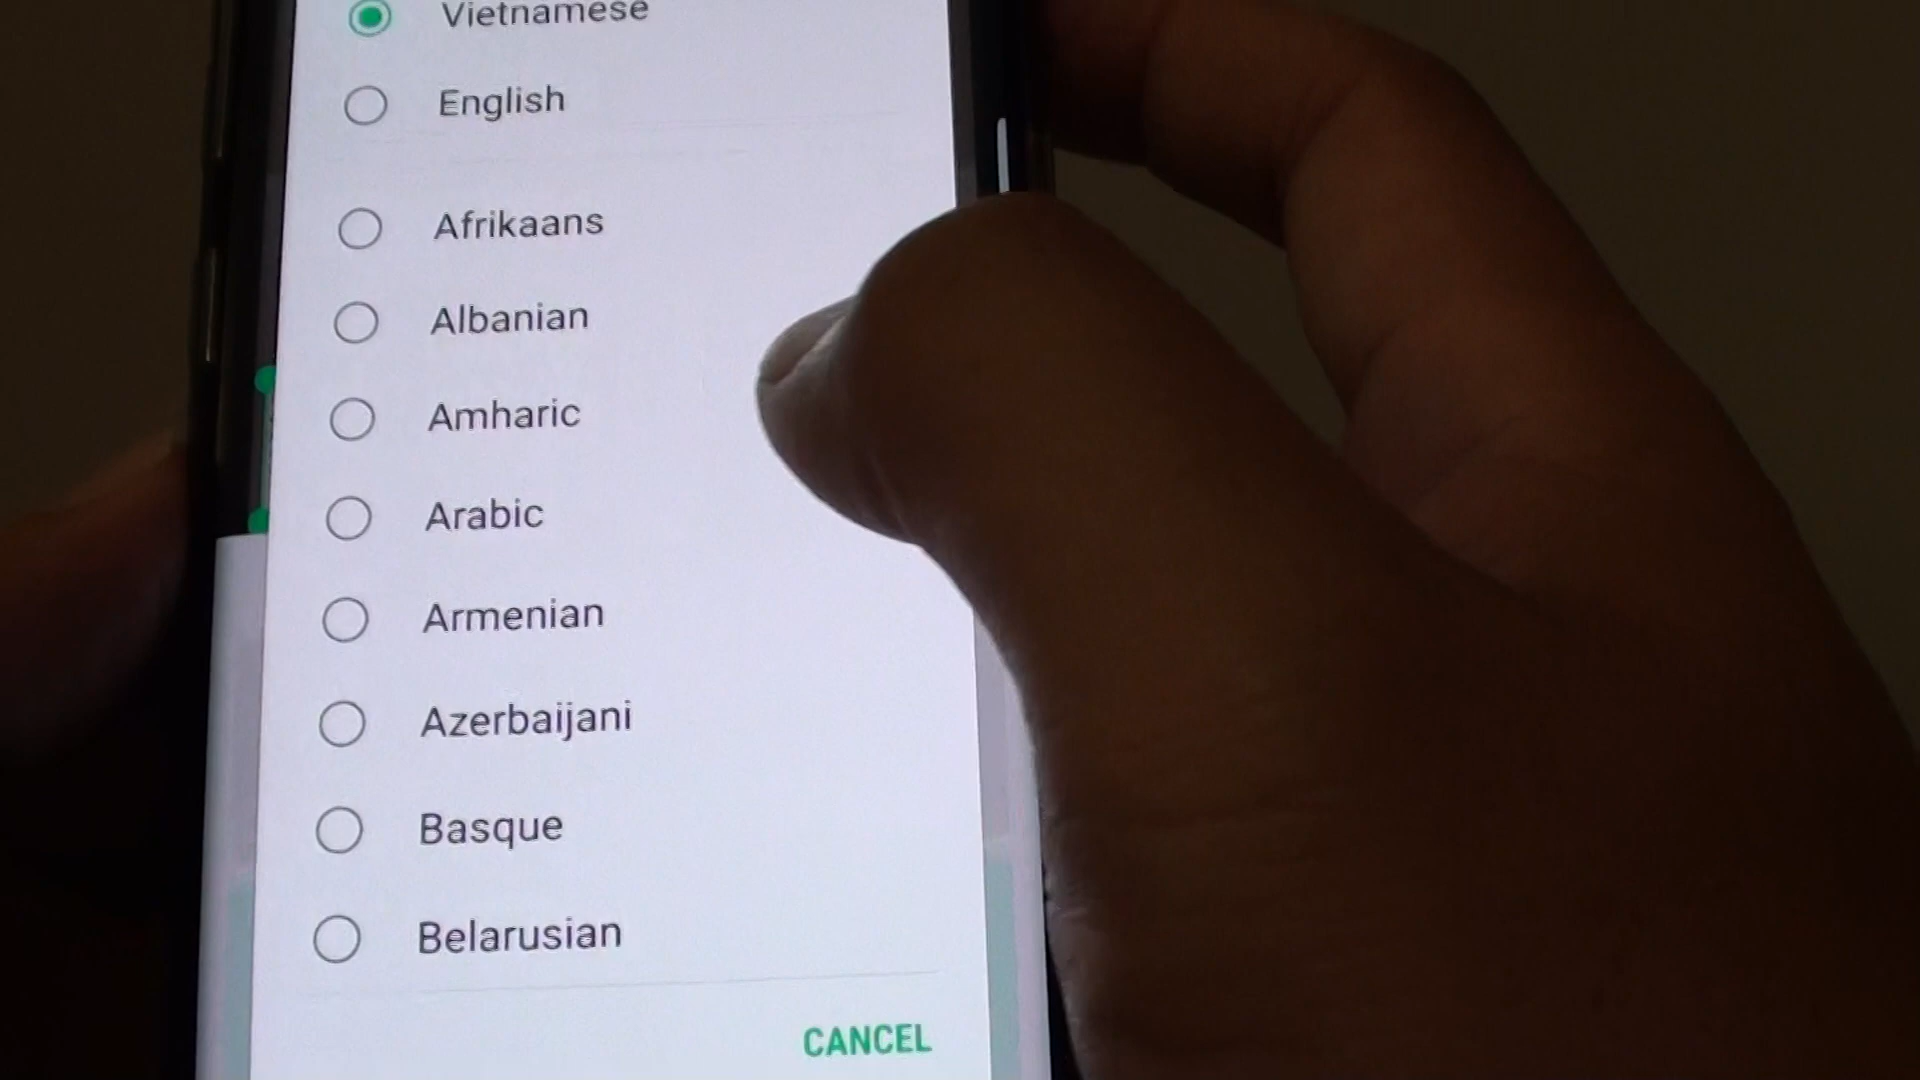 Vietnamese
English
Afrikaans
Albanian
Amharic
Arabic
Armenian
Azerbaijani
Basque
Belarusian
CANCEL